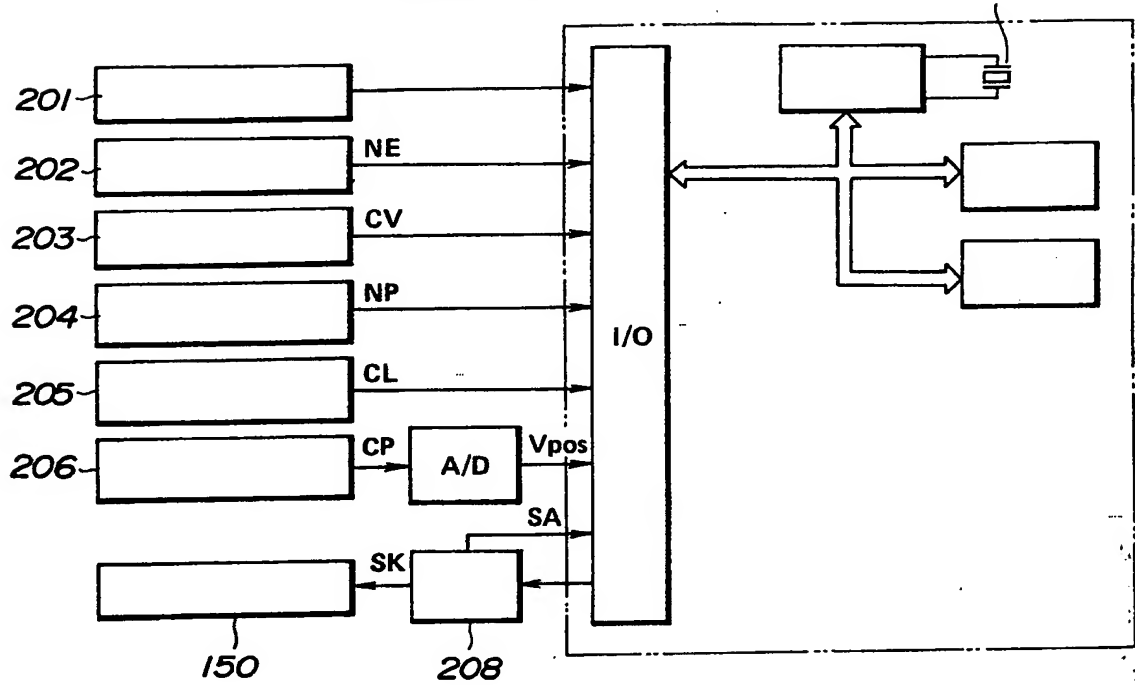 201
202 NE
203 CV
204 NP
I/O
205 CL
206 CP A/D Vpos
SA
SK
150 208